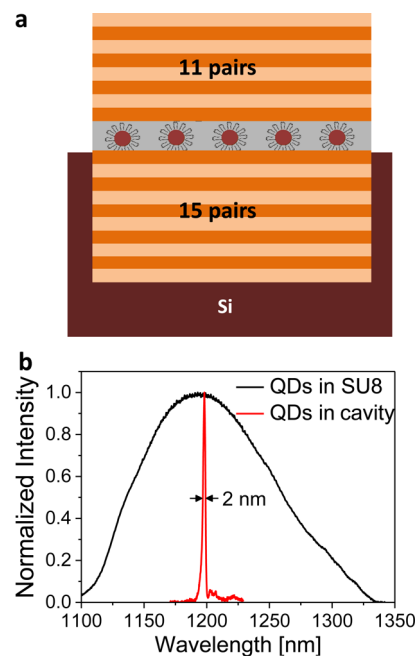 a
11 pairs
15 pairs
Si
b
QDs in SU8
QDs in cavity
2 nm
Normalized Intensity
1.0
0.8
0.6
0.4
0.2
0.0
1100 1150 1200 1250 1300 1350
Wavelength [nm]